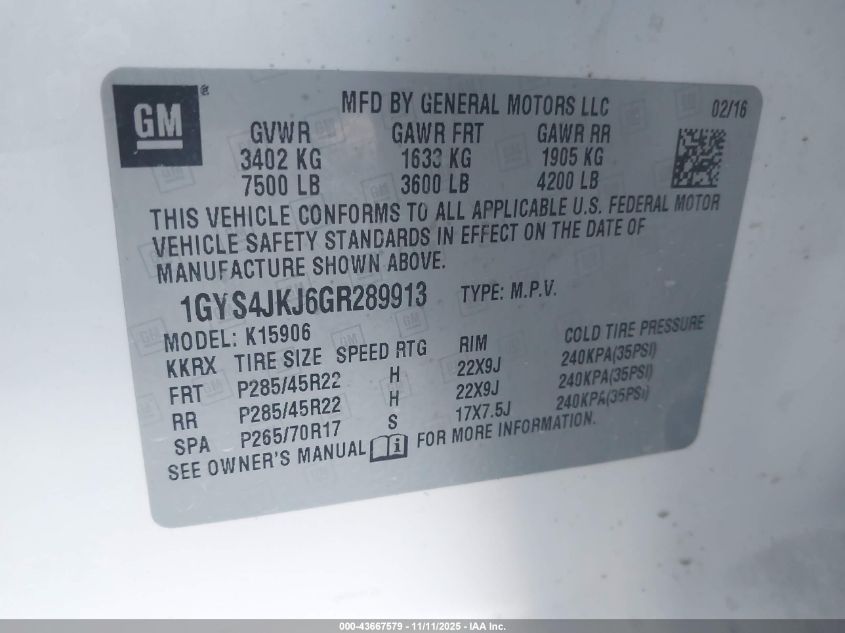 GM®
MFD BY GENERAL MOTORS LLC 02/16
GVWR GAWR FRT GAWR RR
3402 KG 1633 KG 1905 KG
7500 LB 3600 LB 4200 LB
THIS VEHICLE CONFORMS TO ALL APPLICABLE U.S. FEDERAL MOTOR
VEHICLE SAFETY STANDARDS IN EFFECT ON THE DATE OF
MANUFACTURE SHOWN ABOVE.
1GYS4JKJ6GR289913 TYPE: M.P.V.
MODEL: K15906
KKRX TIRE SIZE SPEED RTG RIM COLD TIRE PRESSURE
FRT P285/45R22 H 22X9J 240KPA(35PSI)
RR P285/45R22 H 22X9J 240KPA(35PSI)
SPA P265/70R17 S 17X7.5J 240KPA(35PSI)
SEE OWNER'S MANUAL i FOR MORE INFORMATION.
000-43667579 - 11/11/2025 - IAA Inc.